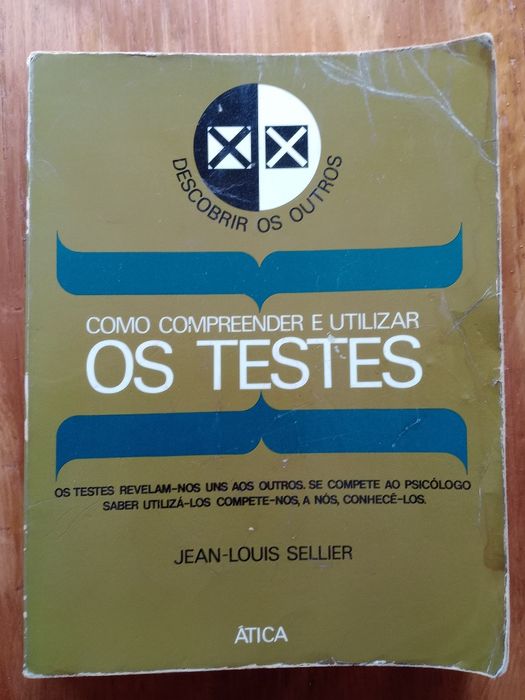 DESCOBRIR OS OUTROS
COMO COMPREENDER E UTILIZAR
OS TESTES
OS TESTES REVELAM-NOS UNS AOS OUTROS. SE COMPETE AO PSICÓLOGO
SABER UTILIZÁ-LOS COMPETE-NOS, A NÓS, CONHECÊ-LOS.
JEAN-LOUIS SELLIER
ÁTICA